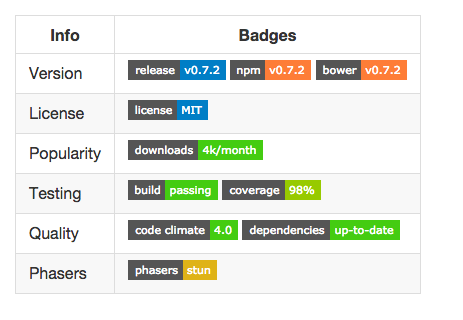 Info Badges
Version release v0.7.2 npm v0.7.2 bower v0.7.2
License license MIT
Popularity downloads 4k/month
Testing build passing coverage 98%
Quality code climate 4.0 dependencies up-to-date
Phasers phasers stun